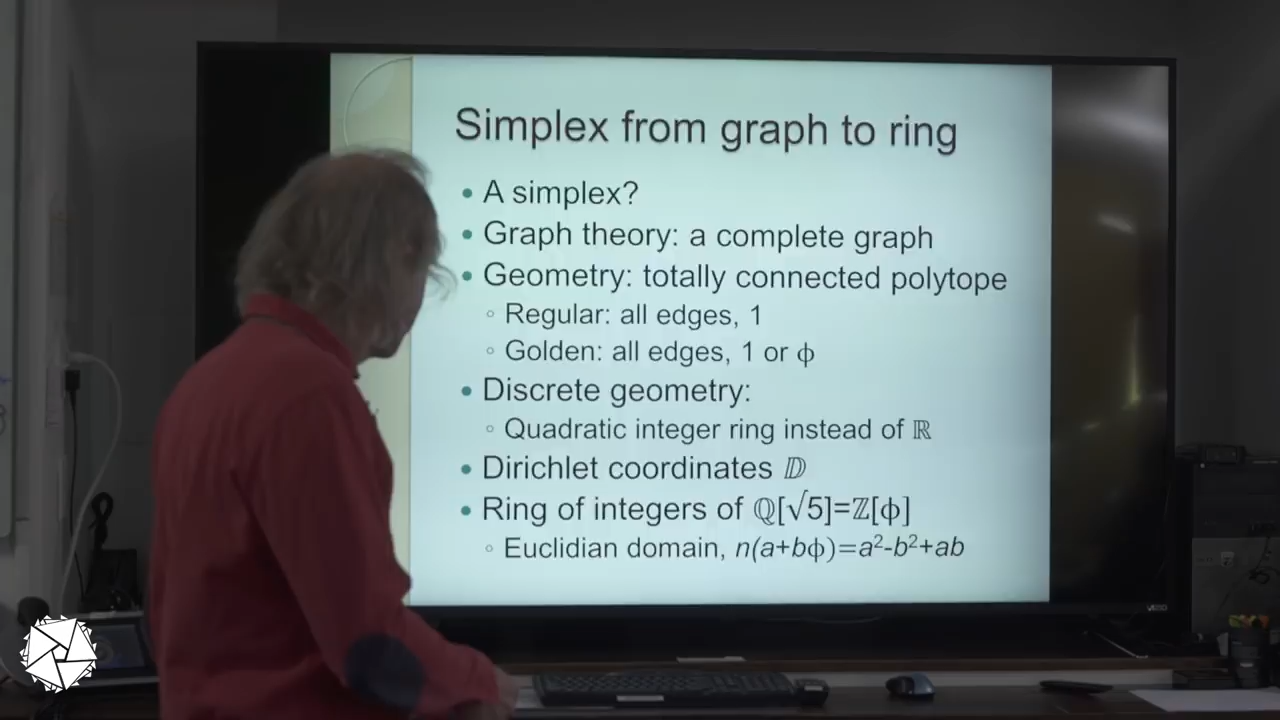 Simplex from graph to ring
• A simplex?
• Graph theory: a complete graph
• Geometry: totally connected polytope
◦ Regular: all edges, 1
◦ Golden: all edges, 1 or ϕ
• Discrete geometry:
◦ Quadratic integer ring instead of ℝ
• Dirichlet coordinates 𝔻
• Ring of integers of ℚ[√5]=ℤ[ϕ]
◦ Euclidian domain, n(a+bϕ)=a²-b²+ab
VIZIO